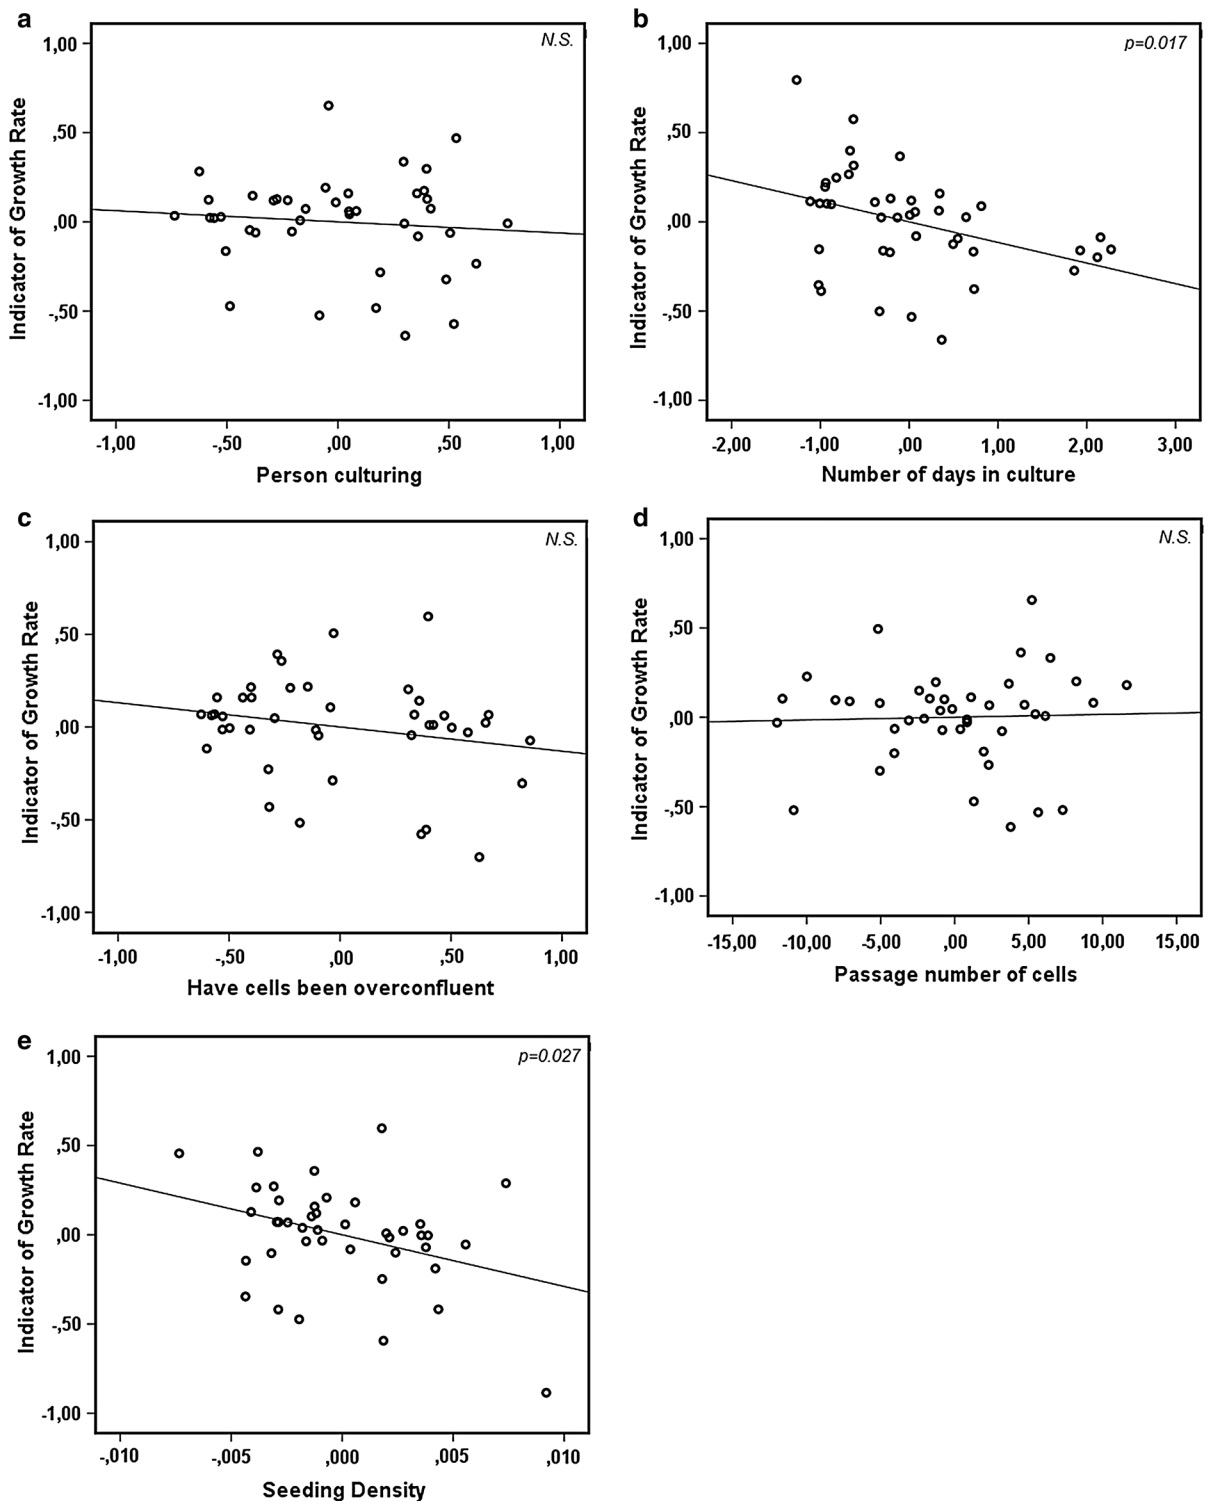 a
N.S.
1,00
,50
,00
-,50
-1,00
Indicator of Growth Rate
-1,00 -,50 ,00 ,50 1,00
Person culturing
b
p=0.017
1,00
,50
,00
-,50
-1,00
Indicator of Growth Rate
-2,00 -1,00 ,00 1,00 2,00 3,00
Number of days in culture
c
N.S.
1,00
,50
,00
-,50
-1,00
Indicator of Growth Rate
-1,00 -,50 ,00 ,50 1,00
Have cells been overconfluent
d
N.S.
1,00
,50
,00
-,50
-1,00
Indicator of Growth Rate
-15,00 -10,00 -5,00 ,00 5,00 10,00 15,00
Passage number of cells
e
p=0.027
1,00
,50
,00
-,50
-1,00
Indicator of Growth Rate
-,010 -,005 ,000 ,005 ,010
Seeding Density